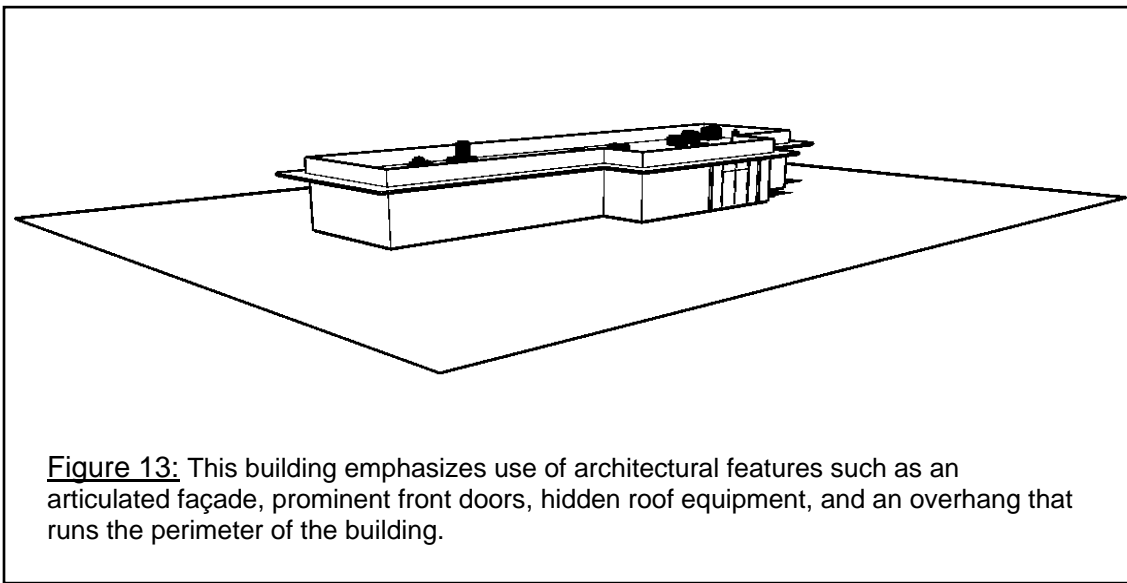 Figure 13: This building emphasizes use of architectural features such as an
articulated façade, prominent front doors, hidden roof equipment, and an overhang that
runs the perimeter of the building.